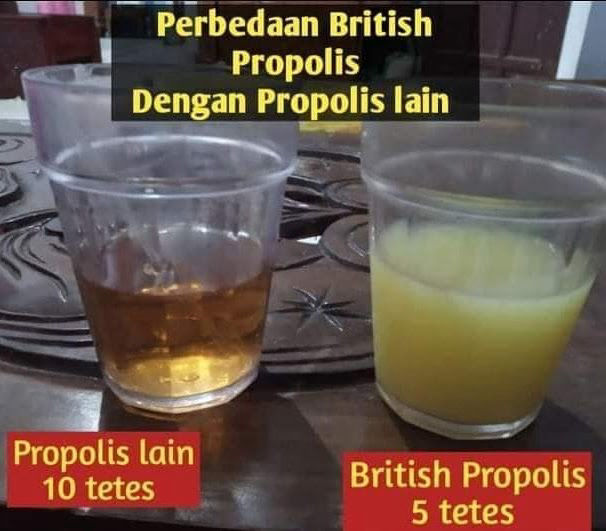 Perbedaan British
Propolis
Dengan Propolis lain
Propolis lain
10 tetes
British Propolis
5 tetes